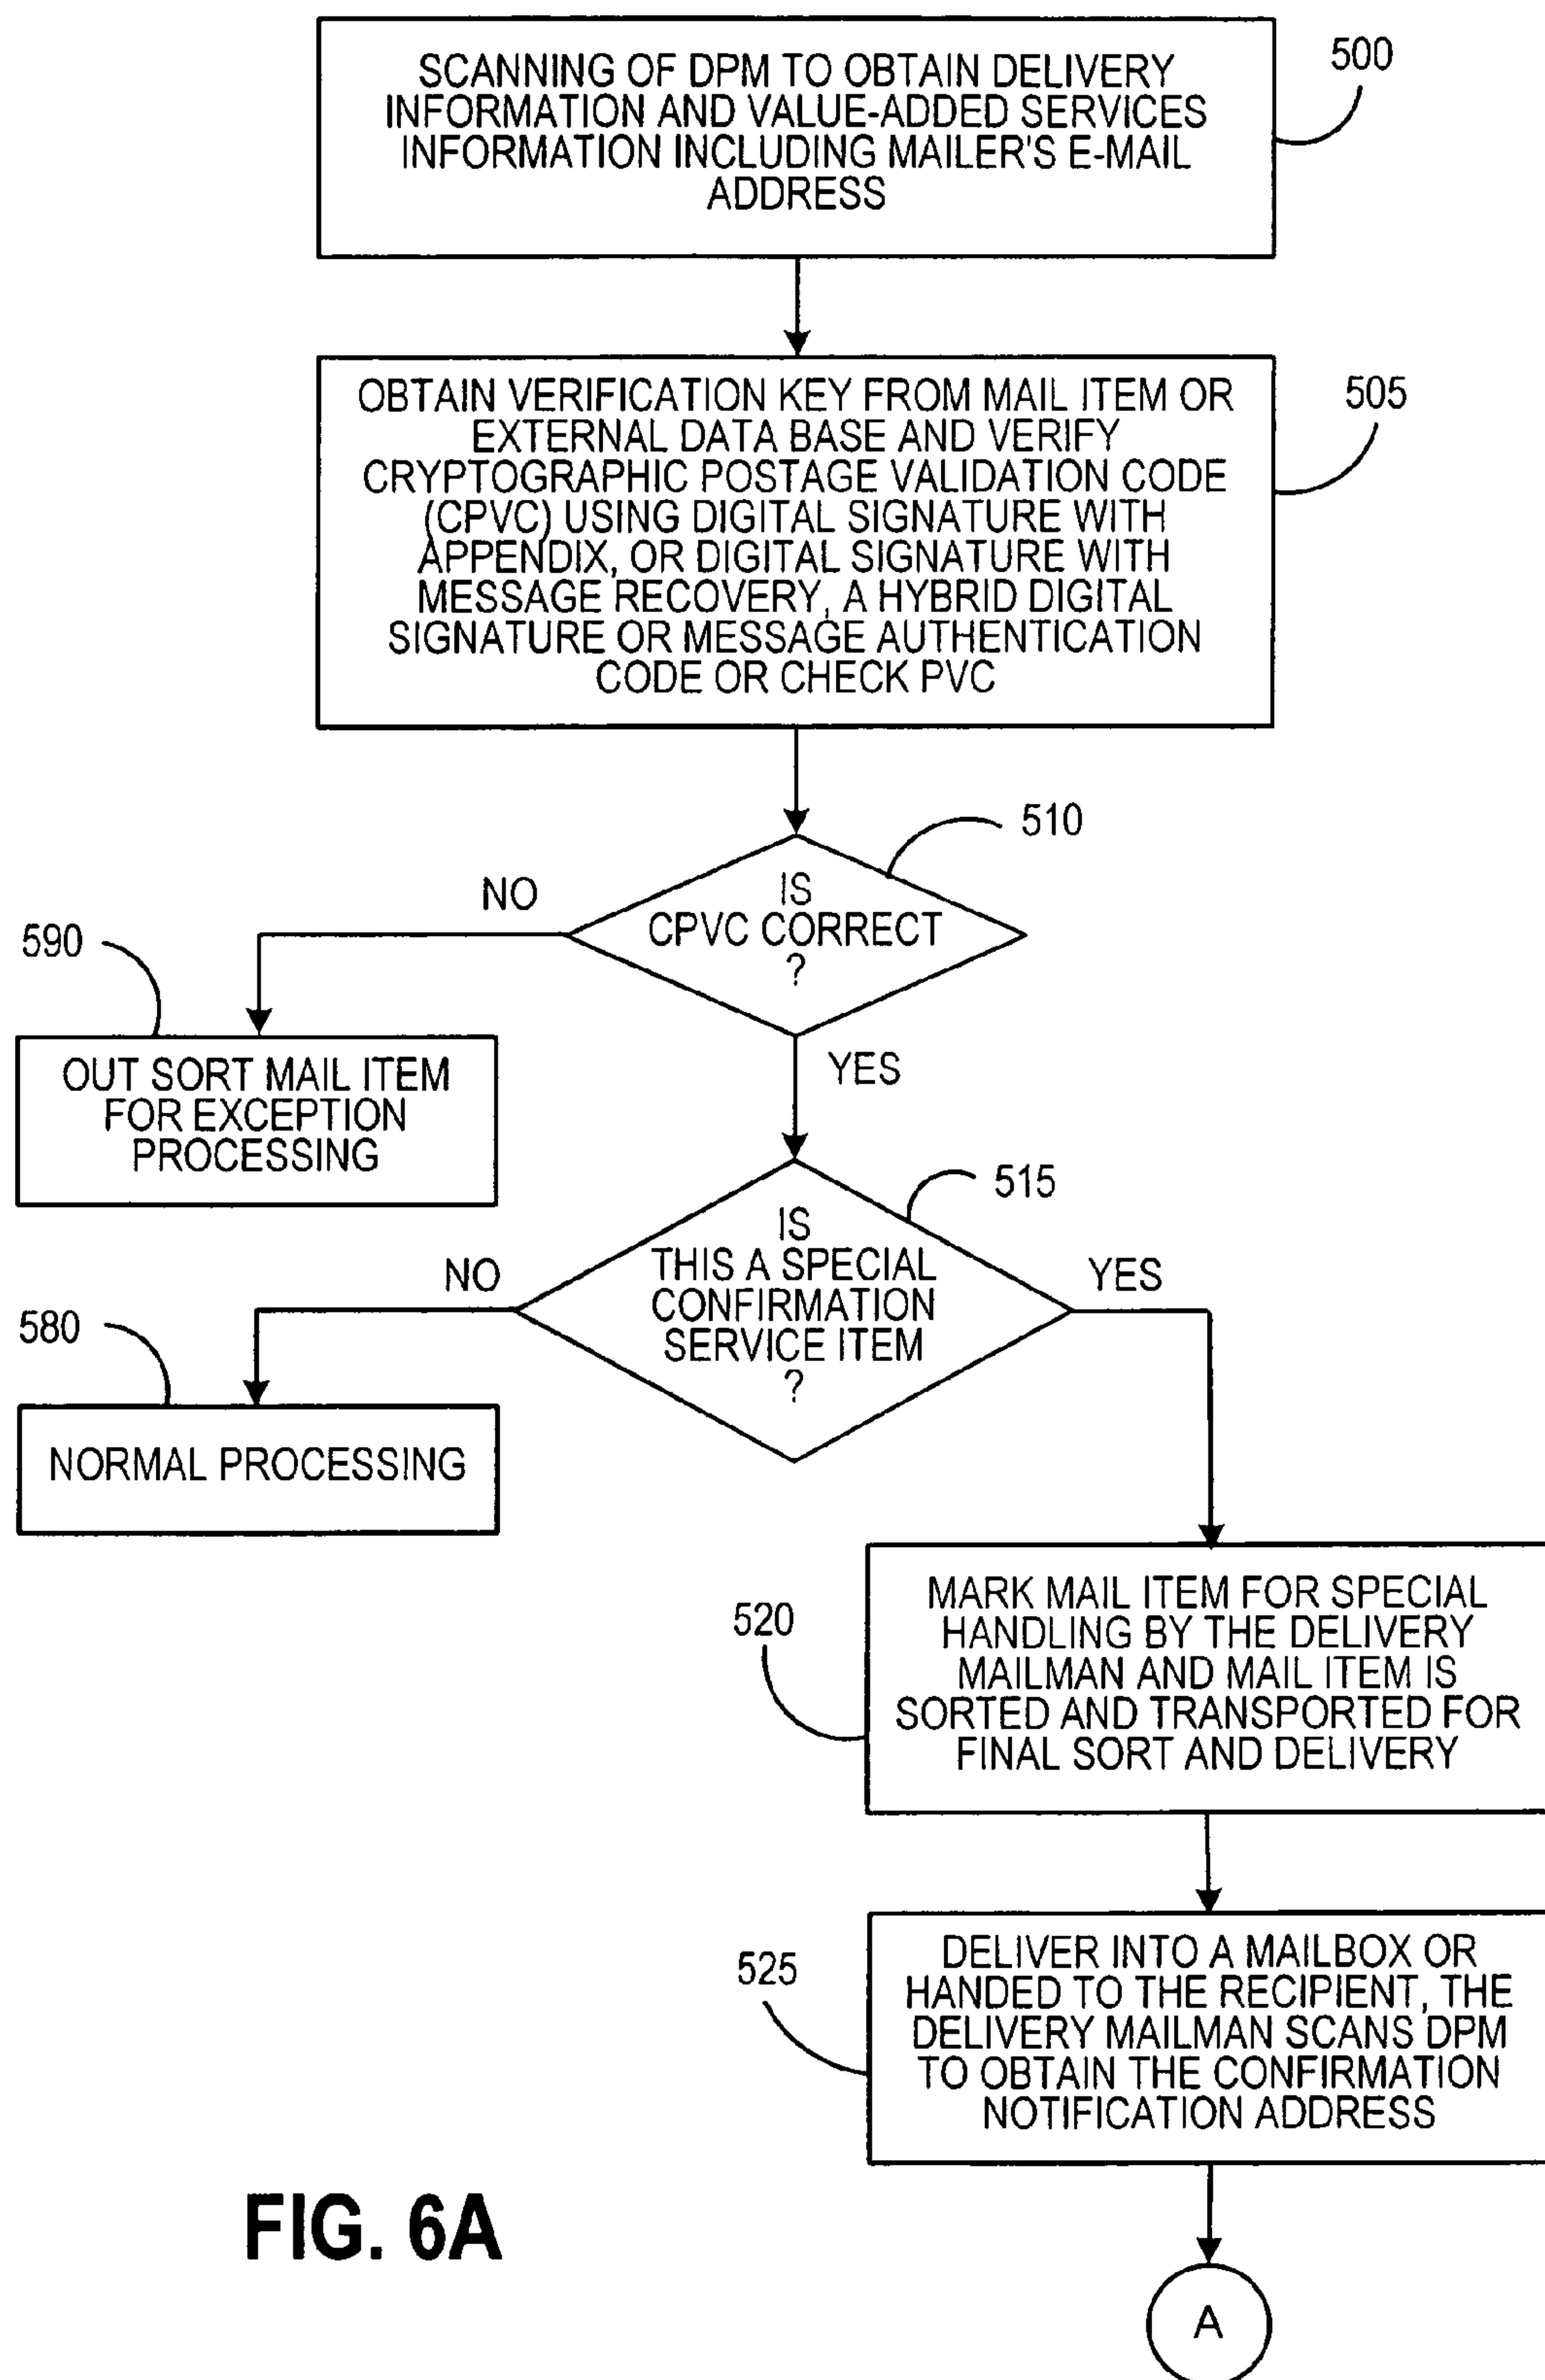 SCANNING OF DPM TO OBTAIN DELIVERY
INFORMATION AND VALUE-ADDED SERVICES
INFORMATION INCLUDING MAILER'S E-MAIL
ADDRESS
500
OBTAIN VERIFICATION KEY FROM MAIL ITEM OR
EXTERNAL DATA BASE AND VERIFY
CRYPTOGRAPHIC POSTAGE VALIDATION CODE
(CPVC) USING DIGITAL SIGNATURE WITH
APPENDIX, OR DIGITAL SIGNATURE WITH
MESSAGE RECOVERY, A HYBRID DIGITAL
SIGNATURE OR MESSAGE AUTHENTICATION
CODE OR CHECK PVC
505
510
IS
CPVC CORRECT
?
NO
590
OUT SORT MAIL ITEM
FOR EXCEPTION
PROCESSING
YES
515
IS
THIS A SPECIAL
CONFIRMATION
SERVICE ITEM
?
NO
YES
580
NORMAL PROCESSING
520
MARK MAIL ITEM FOR SPECIAL
HANDLING BY THE DELIVERY
MAILMAN AND MAIL ITEM IS
SORTED AND TRANSPORTED FOR
FINAL SORT AND DELIVERY
525
DELIVER INTO A MAILBOX OR
HANDED TO THE RECIPIENT, THE
DELIVERY MAILMAN SCANS DPM
TO OBTAIN THE CONFIRMATION
NOTIFICATION ADDRESS
FIG. 6A
A